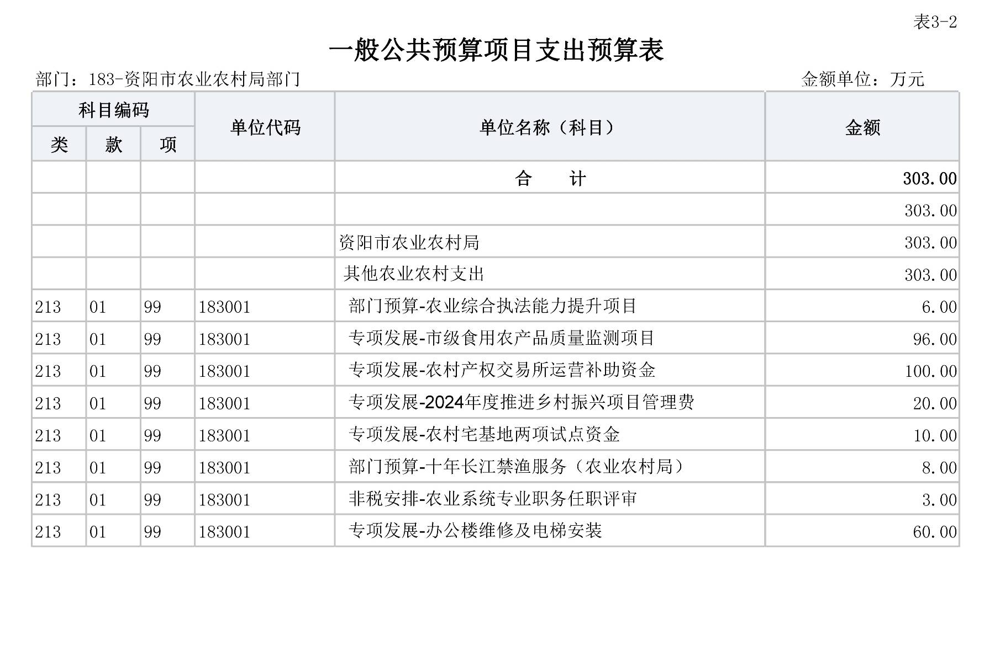 表3-2
一般公共预算项目支出预算表
部门：183-资阳市农业农村局部门 金额单位：万元
科目编码 单位代码 单位名称（科目） 金额
类 款 项
合 计 303.00
303.00
资阳市农业农村局 303.00
其他农业农村支出 303.00
213 01 99 183001 部门预算-农业综合执法能力提升项目 6.00
213 01 99 183001 专项发展-市级食用农产品质量监测项目 96.00
213 01 99 183001 专项发展-农村产权交易所运营补助资金 100.00
213 01 99 183001 专项发展-2024年度推进乡村振兴项目管理费 20.00
213 01 99 183001 专项发展-农村宅基地两项试点资金 10.00
213 01 99 183001 部门预算-十年长江禁渔服务（农业农村局） 8.00
213 01 99 183001 非税安排-农业系统专业职务任职评审 3.00
213 01 99 183001 专项发展-办公楼维修及电梯安装 60.00